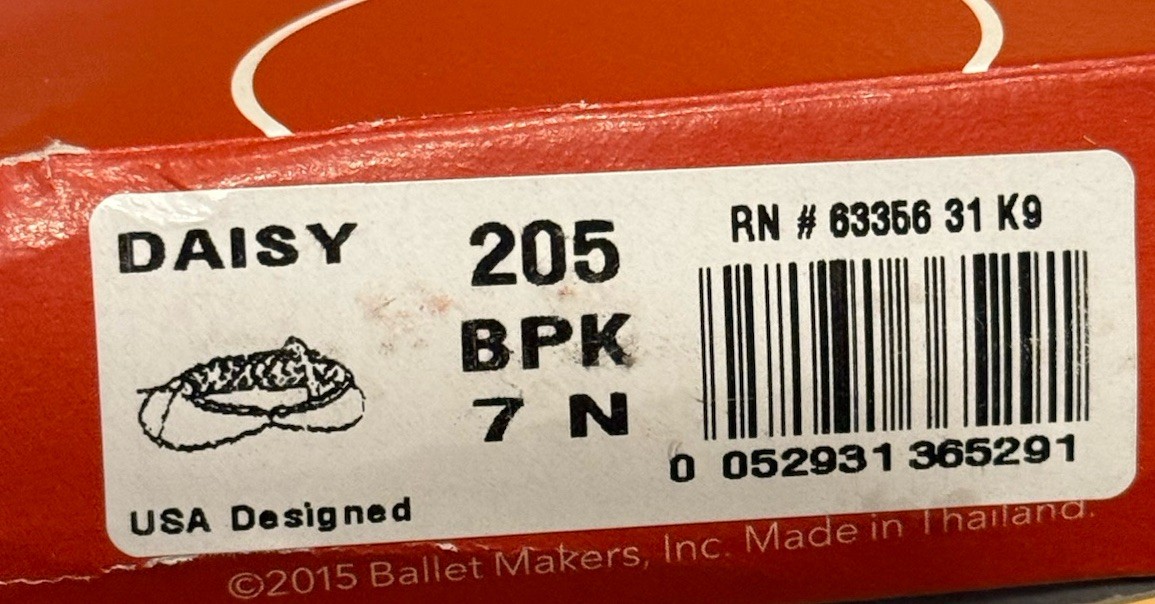 DAISY
205
BPK
7 N
RN # 63356 31 K9
0 052931 365291
USA Designed
©2015 Ballet Makers, Inc. Made in Thailand.